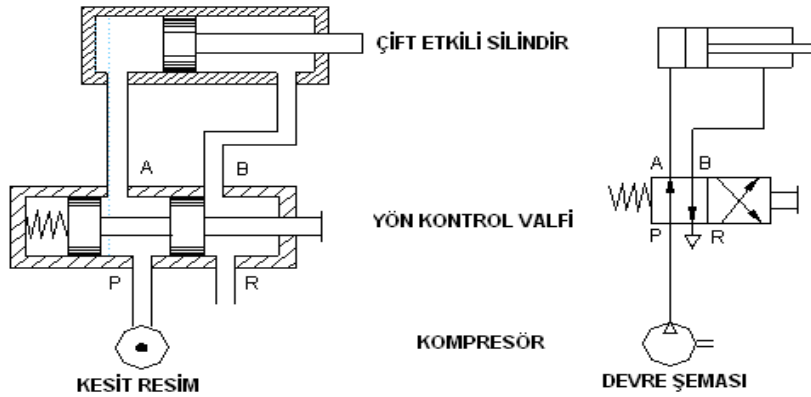 ÇİFT ETKİLİ SİLİNDİR
A B
A B
YÖN KONTROL VALFİ
P R
P R
KOMPRESÖR
KESİT RESİM
DEVRE ŞEMASI